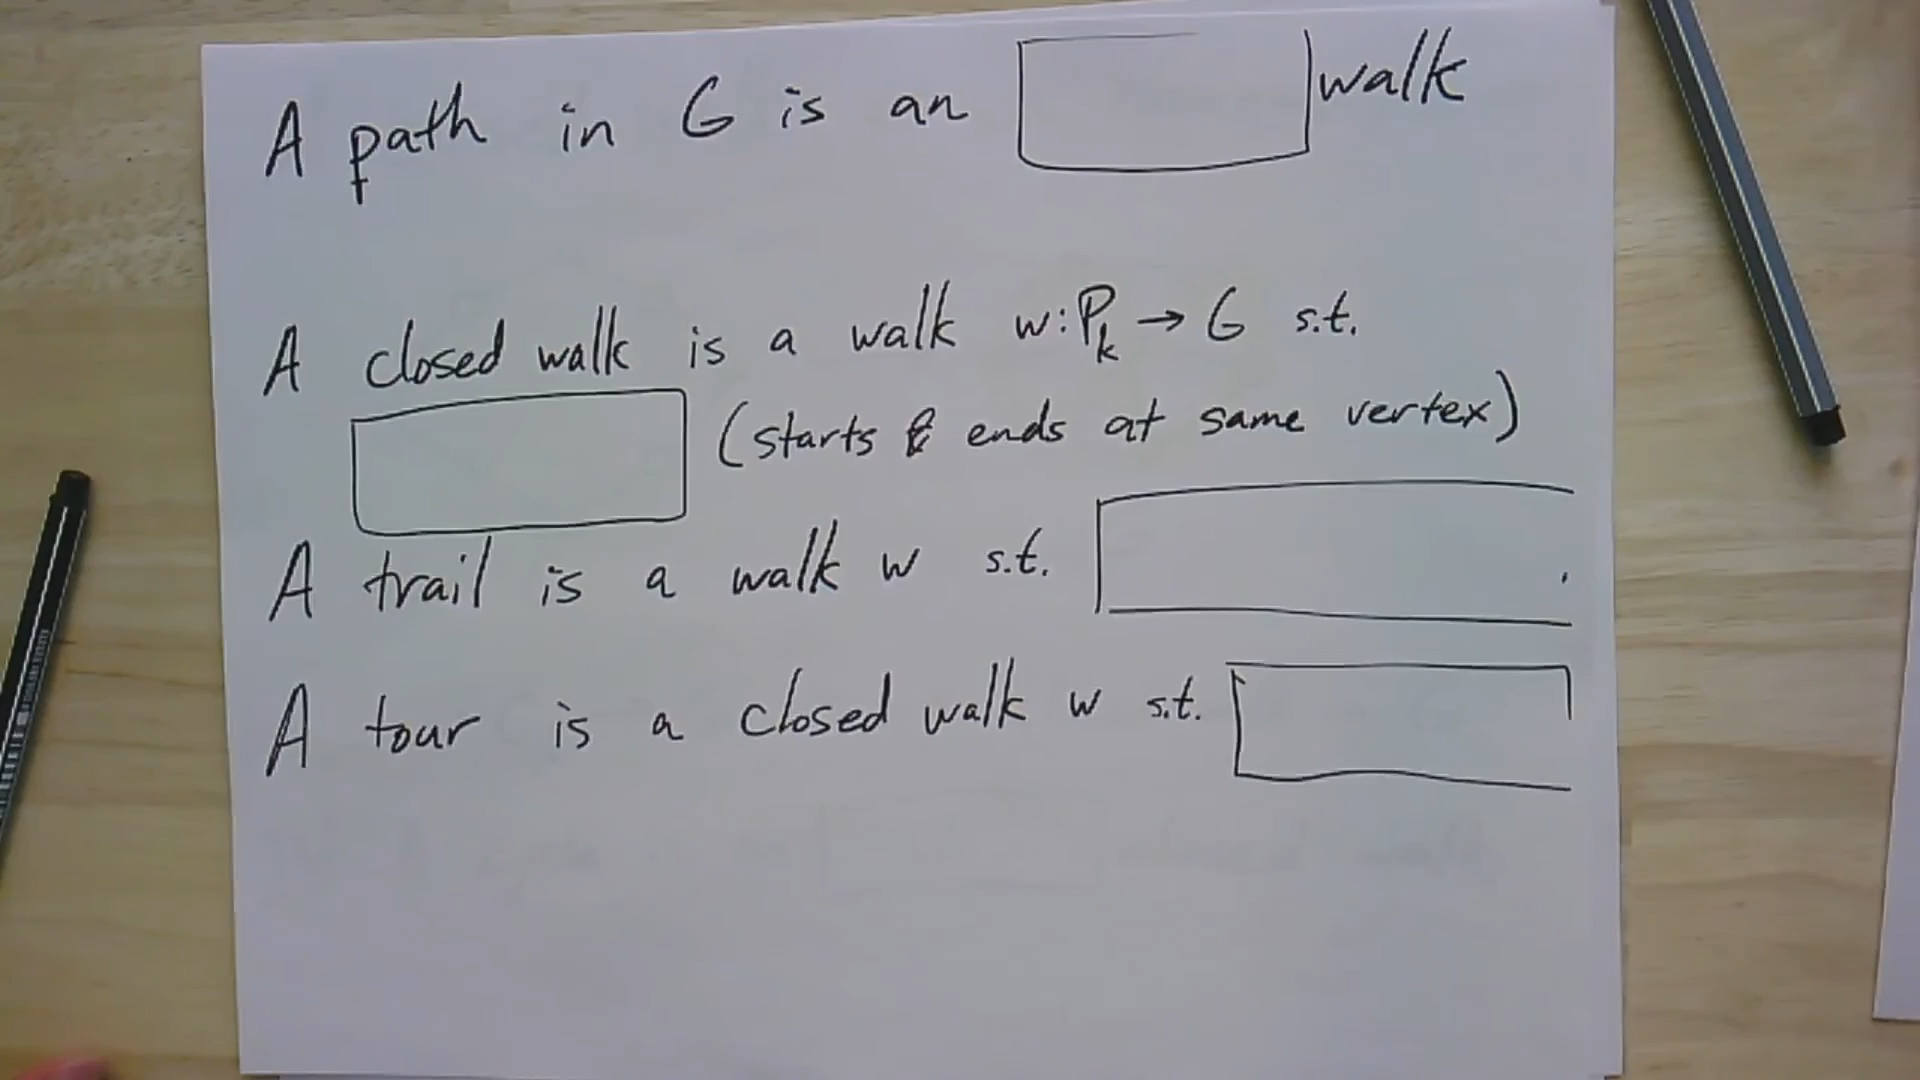 A path in G is an walk
A closed walk is a walk w: Pₖ → G s.t.
(starts & ends at same vertex)
A trail is a walk w s.t.
A tour is a closed walk w s.t.